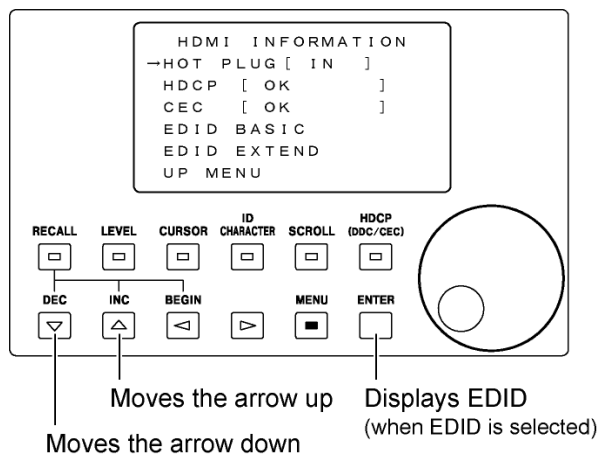 HDMI INFORMATION
→HOT PLUG[ IN ]
HDCP [ OK ]
CEC [ OK ]
EDID BASIC
EDID EXTEND
UP MENU
RECALL LEVEL CURSOR ID CHARACTER SCROLL HDCP (DDC/CEC)
DEC INC BEGIN MENU ENTER
Moves the arrow up
Displays EDID
(when EDID is selected)
Moves the arrow down